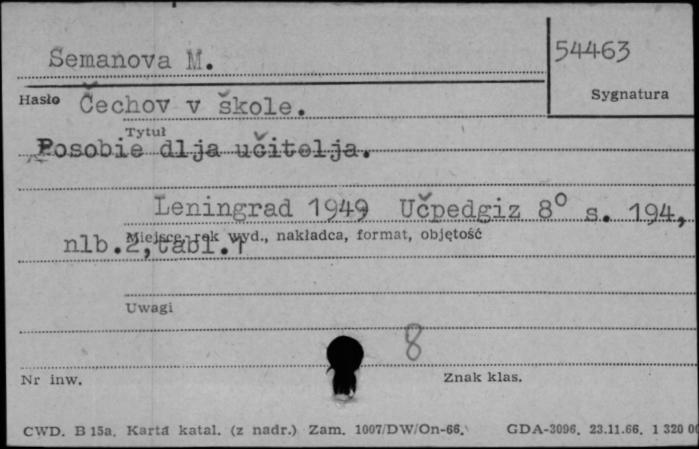 Semanova M.
54463
Hasło
Sygnatura
Čechov v škole.
Tytuł
Posobie dlja učitelja.
Leningrad 1949 Učpedgiz 8° s. 194,
Miejsce, rok wyd., nakładca, format, objętość
nlb.2,tabl.1
Uwagi
8
Nr inw.
Znak klas.
CWD. B 15a. Karta katal. (z nadr.) Zam. 1007/DW/On-66. GDA-3096. 23.11.66. 1 320 00